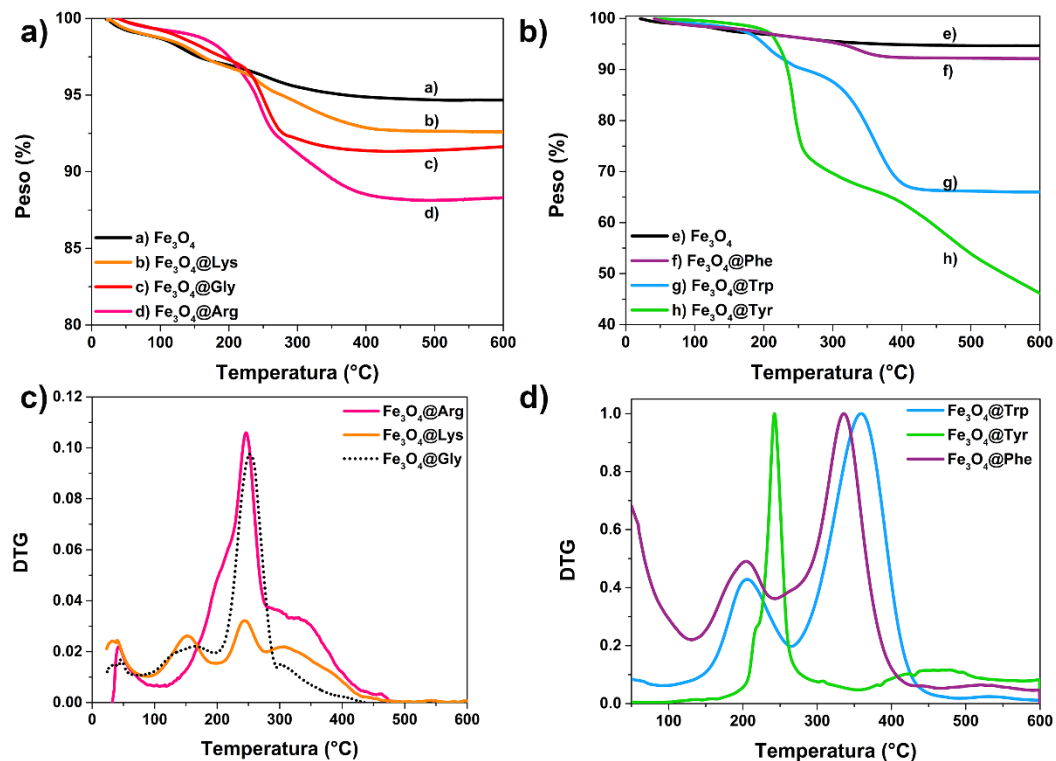 a)
100
95
90
85
80
Peso (%)
a)
b)
c)
d)
a) Fe₃O₄
b) Fe₃O₄@Lys
c) Fe₃O₄@Gly
d) Fe₃O₄@Arg
0 100 200 300 400 500 600
Temperatura (°C)
b)
100
90
80
70
60
50
40
Peso (%)
e)
f)
g)
h)
e) Fe₃O₄
f) Fe₃O₄@Phe
g) Fe₃O₄@Trp
h) Fe₃O₄@Tyr
0 100 200 300 400 500 600
Temperatura (°C)
c)
0.12
0.10
0.08
0.06
0.04
0.02
0.00
DTG
Fe₃O₄@Arg
Fe₃O₄@Lys
Fe₃O₄@Gly
0 100 200 300 400 500 600
Temperatura (°C)
d)
1.0
0.8
0.6
0.4
0.2
0.0
DTG
Fe₃O₄@Trp
Fe₃O₄@Tyr
Fe₃O₄@Phe
100 200 300 400 500 600
Temperatura (°C)